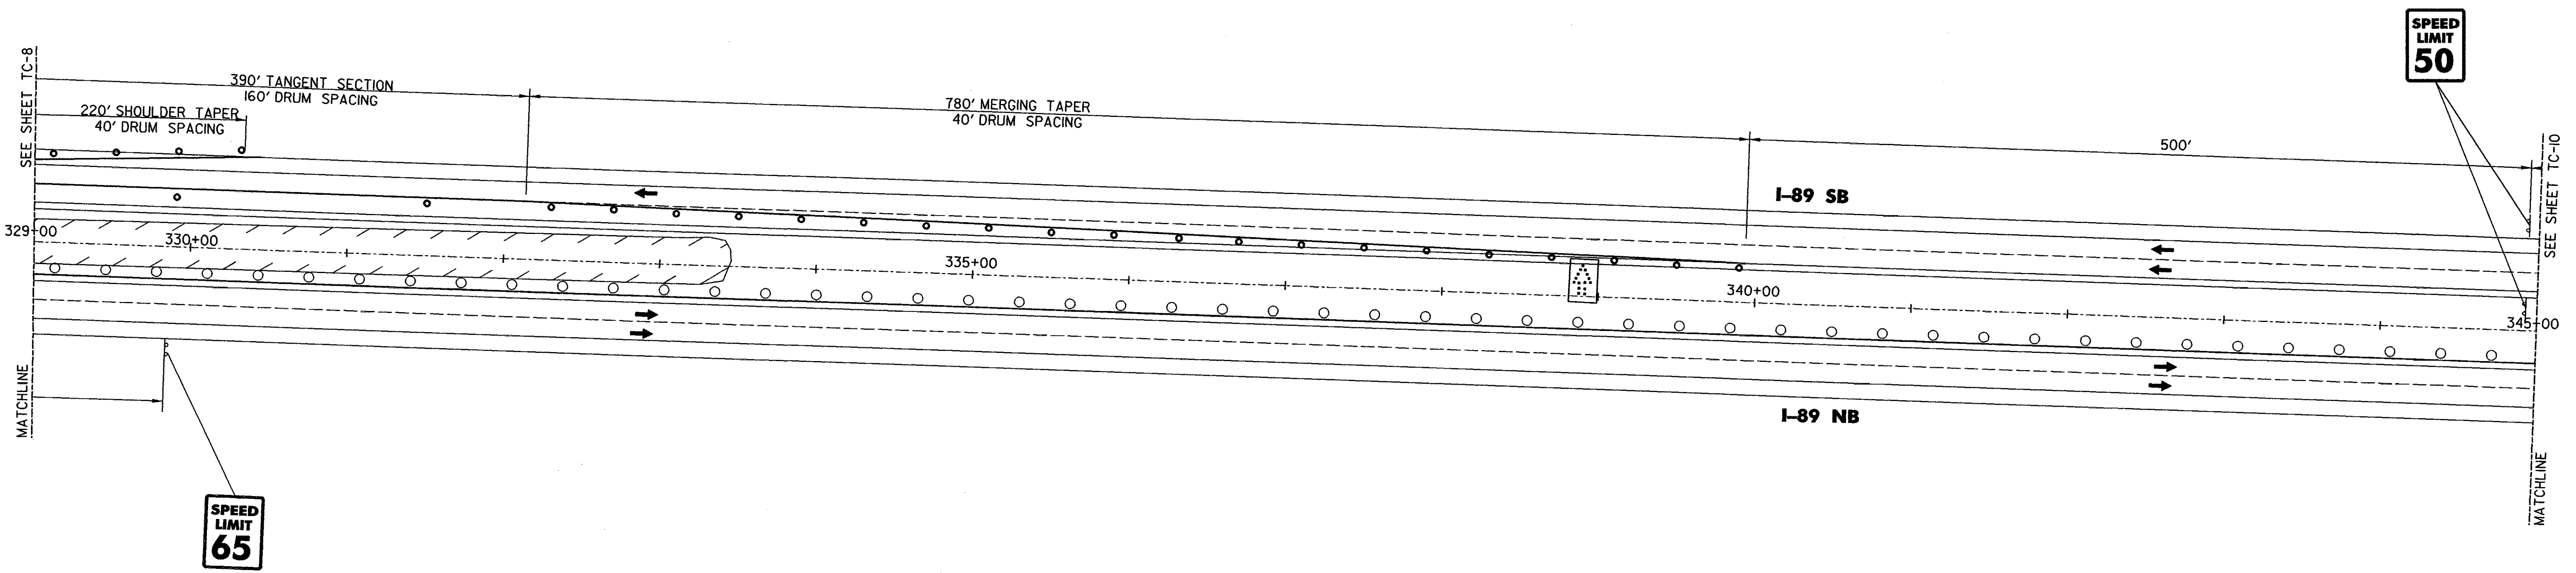 SPEED
LIMIT
50
SEE SHEET TC-8
390' TANGENT SECTION
160' DRUM SPACING
220' SHOULDER TAPER
40' DRUM SPACING
780' MERGING TAPER
40' DRUM SPACING
500'
SEE SHEET TC-10
I-89 SB
329+00
330+00
335+00
340+00
345+00
I-89 NB
MATCHLINE
MATCHLINE
SPEED
LIMIT
65